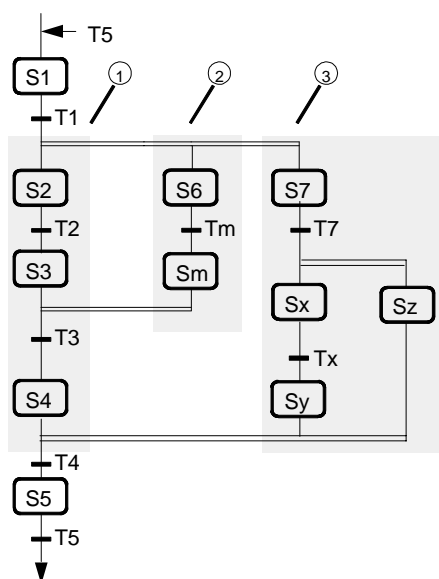 T5
S1
1 2 3
T1
S2 S6 S7
T2 Tm T7
S3 Sm Sx Sz
T3
Tx
S4 Sy
T4
S5
T5